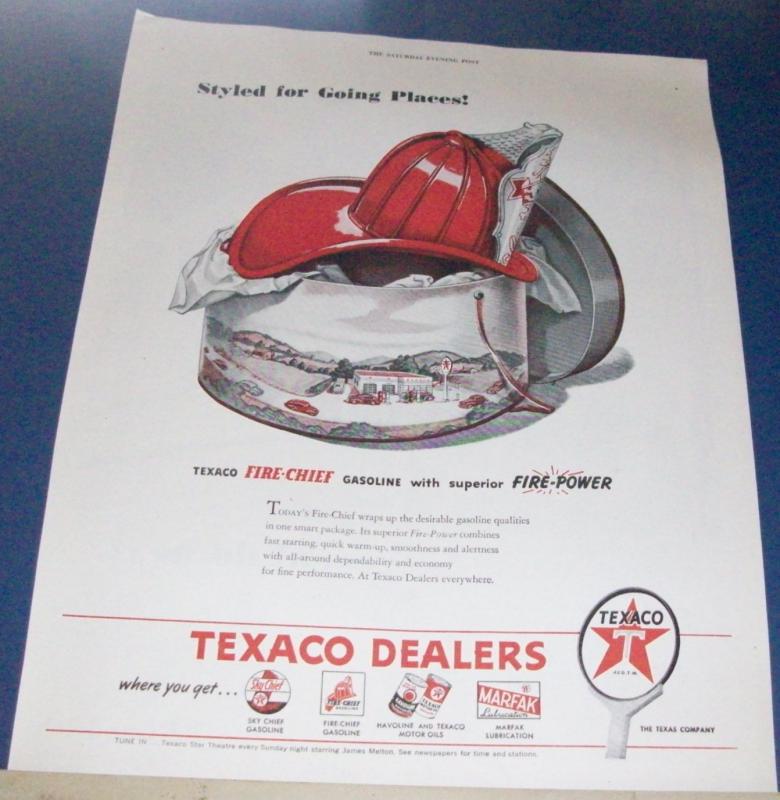 THE SATURDAY EVENING POST
Styled for Going Places!
TEXACO FIRE-CHIEF GASOLINE with superior FIRE-POWER
TODAY'S Fire-Chief wraps up the desirable gasoline qualities
in one smart package. Its superior Fire-Power combines
fast starting, quick warm-up, smoothness and alertness
with all-around dependability and economy
for fine performance. At Texaco Dealers everywhere.
TEXACO
T
TEXACO DEALERS
where you get...
Sky Chief
FIRE-CHIEF
TEXACO
MARFAK
Lubrication
SKY CHIEF
GASOLINE
FIRE-CHIEF
GASOLINE
HAVOLINE AND TEXACO
MOTOR OILS
MARFAK
LUBRICATION
THE TEXAS COMPANY
TUNE IN ... Texaco Star Theatre every Sunday night starring James Melton. See newspapers for time and stations.